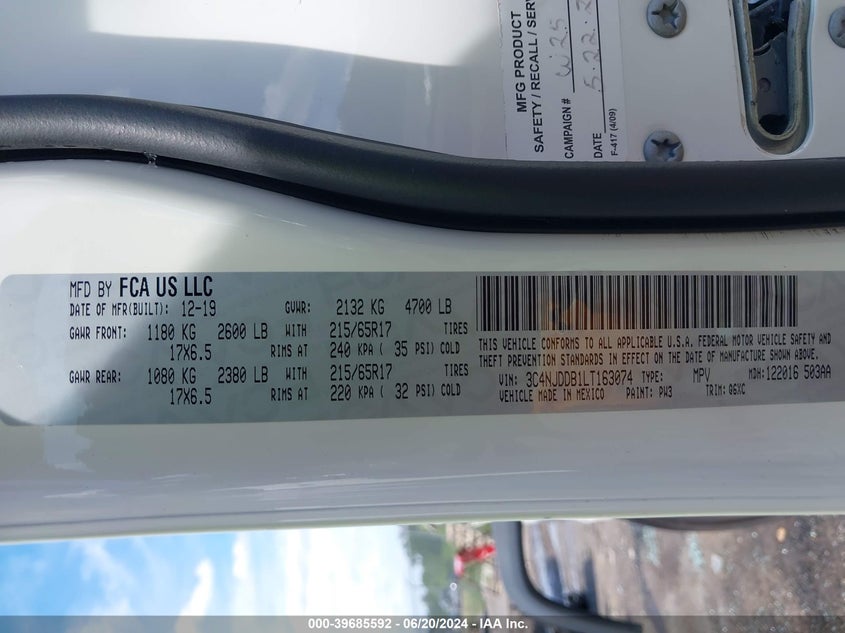 MFG PRODUCT
SAFETY / RECALL / SERV
CAMPAIGN # W25
DATE 5.22.2
F-417 (4/09)
MFD BY FCA US LLC
DATE OF MFR(BUILT): 12-19 GVWR: 2132 KG 4700 LB
GAWR FRONT: 1180 KG 2600 LB WITH 215/65R17 TIRES
17X6.5 RIMS AT 240 KPA ( 35 PSI) COLD
GAWR REAR: 1080 KG 2380 LB WITH 215/65R17 TIRES
17X6.5 RIMS AT 220 KPA ( 32 PSI) COLD
THIS VEHICLE CONFORMS TO ALL APPLICABLE U.S.A. FEDERAL MOTOR VEHICLE SAFETY AND
THEFT PREVENTION STANDARDS IN EFFECT ON THE DATE OF MANUFACTURE SHOWN ABOVE.
VIN: 3C4NJDDB1LT163074 TYPE: MPV MDH: 122016 503AA
VEHICLE MADE IN MEXICO PAINT: PW3 TRIM: G6XC
000-39685592 - 06/20/2024 - IAA Inc.